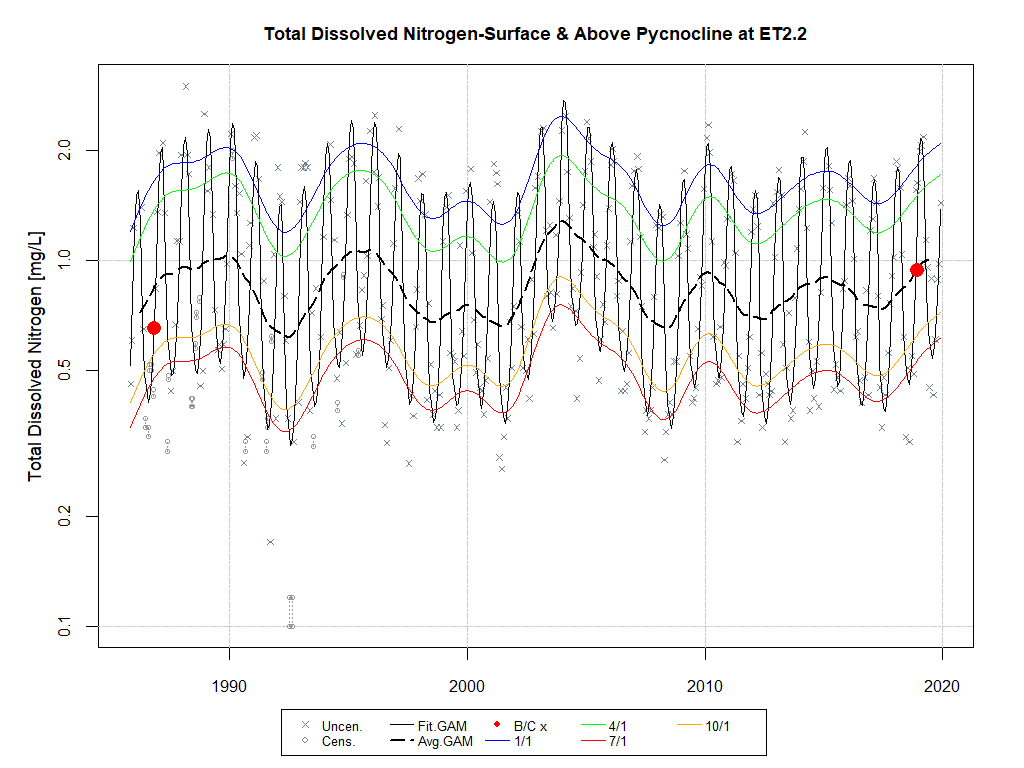 Total Dissolved Nitrogen-Surface & Above Pycnocline at ET2.2
Total Dissolved Nitrogen [mg/L]
2.0
1.0
0.5
0.2
0.1
1990 2000 2010 2020
Uncen. Fit.GAM B/C x 4/1 10/1
Cens. Avg.GAM 1/1 7/1